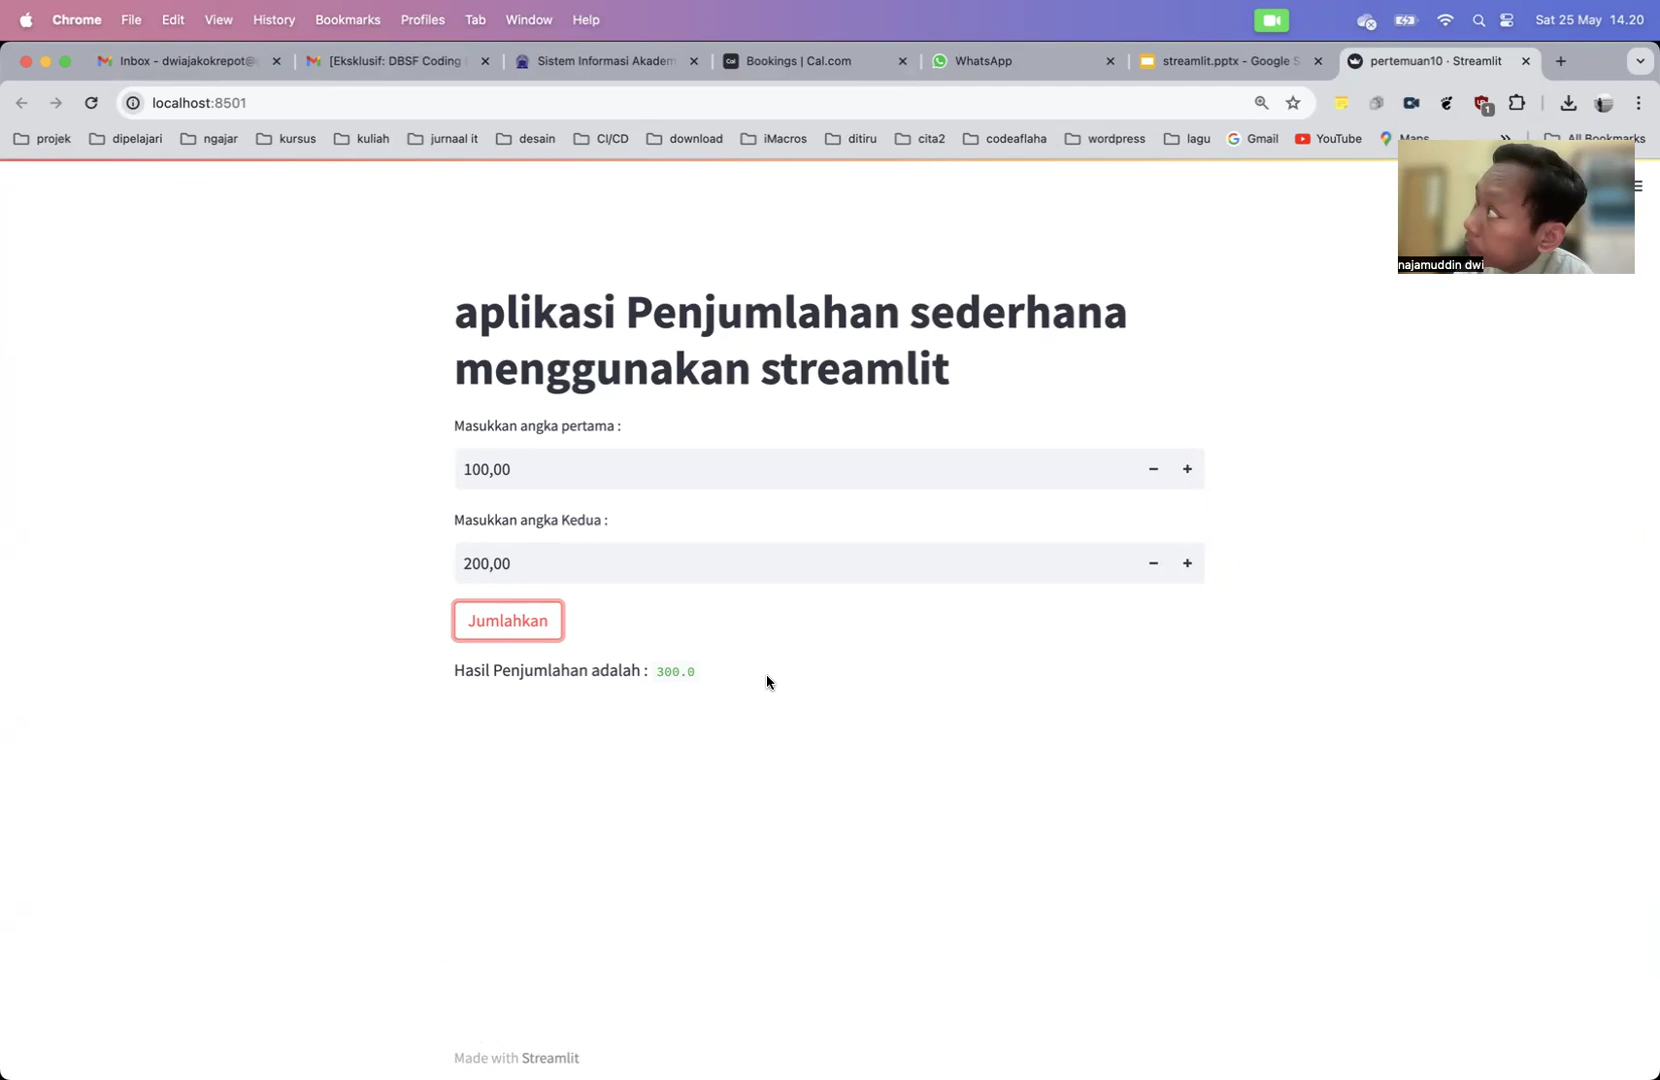 Chrome File Edit View History Bookmarks Profiles Tab Window Help Sat 25 May 14.20
Inbox - dwiajakokrepot@ [Eksklusif: DBSF Coding Sistem Informasi Akadem Bookings | Cal.com WhatsApp streamlit.pptx - Google S pertemuan10 · Streamlit
localhost:8501 1
projek dipelajari ngajar kursus kuliah jurnaal it desain CI/CD download iMacros ditiru cita2 codeaflaha wordpress lagu Gmail YouTube Maps » All Bookmarks
najamuddin dwi
aplikasi Penjumlahan sederhana
menggunakan streamlit
Masukkan angka pertama :
100,00
Masukkan angka Kedua :
200,00
Jumlahkan
Hasil Penjumlahan adalah : 300.0
Made with Streamlit